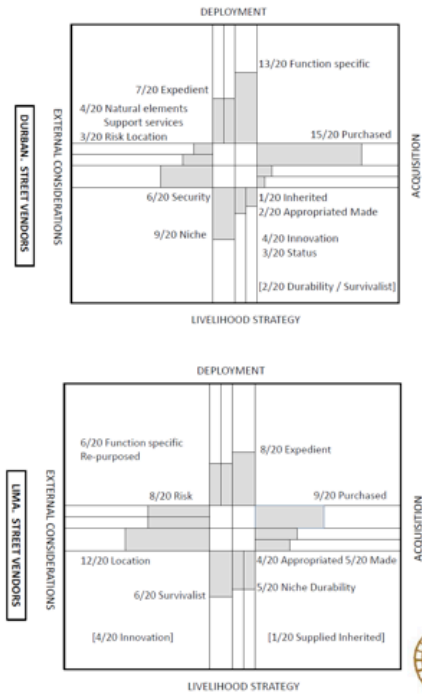 DEPLOYMENT
13/20 Function specific
7/20 Expedient
4/20 Natural elements
Support services
3/20 Risk Location
15/20 Purchased
DURBAN. STREET VENDORS
EXTERNAL CONSIDERATIONS
ACQUISITION
6/20 Security
1/20 Inherited
2/20 Appropriated Made
9/20 Niche
4/20 Innovation
3/20 Status
[2/20 Durability / Survivalist]
LIVELIHOOD STRATEGY
DEPLOYMENT
6/20 Function specific
Re-purposed
8/20 Expedient
8/20 Risk
9/20 Purchased
LIMA. STREET VENDORS
EXTERNAL CONSIDERATIONS
ACQUISITION
12/20 Location
4/20 Appropriated 5/20 Made
5/20 Niche Durability
6/20 Survivalist
[4/20 Innovation]
[1/20 Supplied Inherited]
LIVELIHOOD STRATEGY